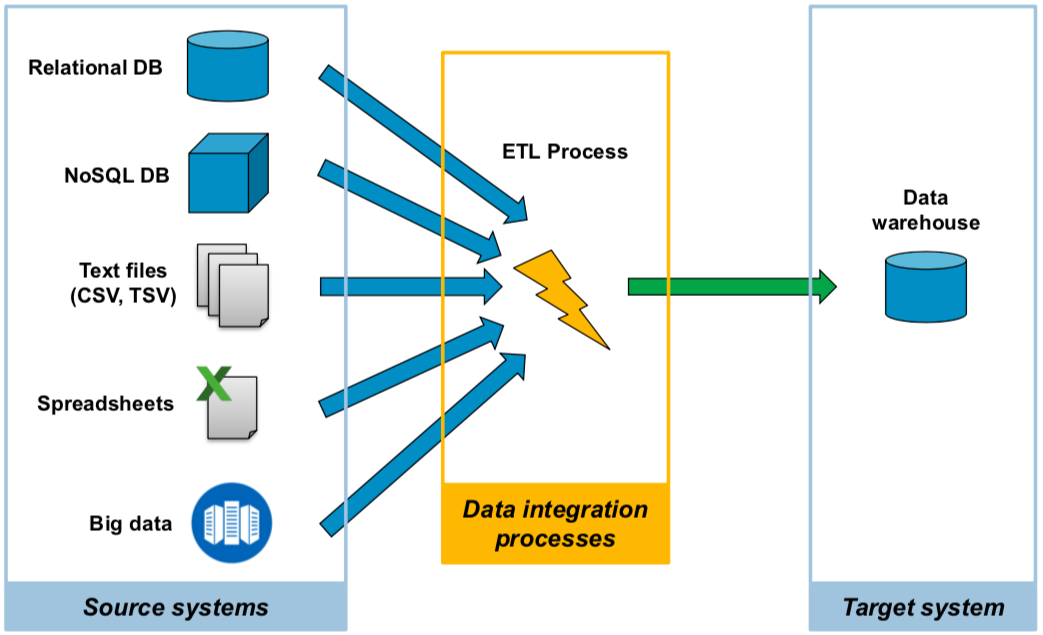 Relational DB
NoSQL DB
Text files
(CSV, TSV)
Spreadsheets
Big data
Source systems
ETL Process
Data integration
processes
Data
warehouse
Target system